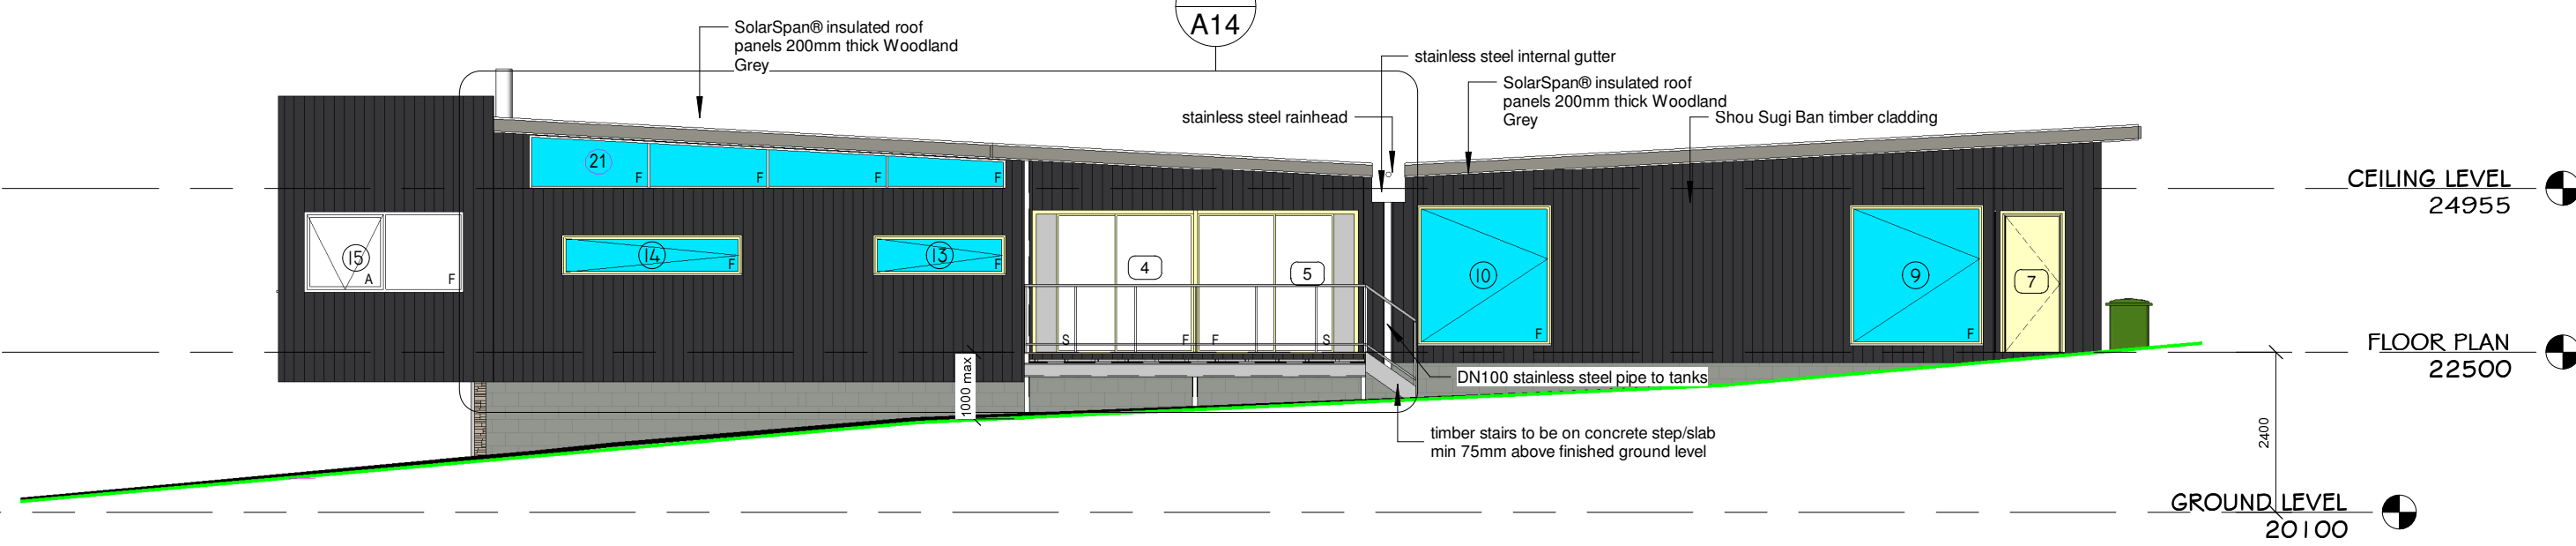 A14
SolarSpan® insulated roof
panels 200mm thick Woodland
Grey
stainless steel internal gutter
SolarSpan® insulated roof
panels 200mm thick Woodland
Grey
stainless steel rainhead
Shou Sugi Ban timber cladding
21
F
F
F
F
CEILING LEVEL
24955
15
A
F
14
F
13
F
4
5
S
F
F
S
10
F
9
F
7
FLOOR PLAN
22500
1000 max
DN100 stainless steel pipe to tanks
timber stairs to be on concrete step/slab
min 75mm above finished ground level
2400
GROUND LEVEL
20100